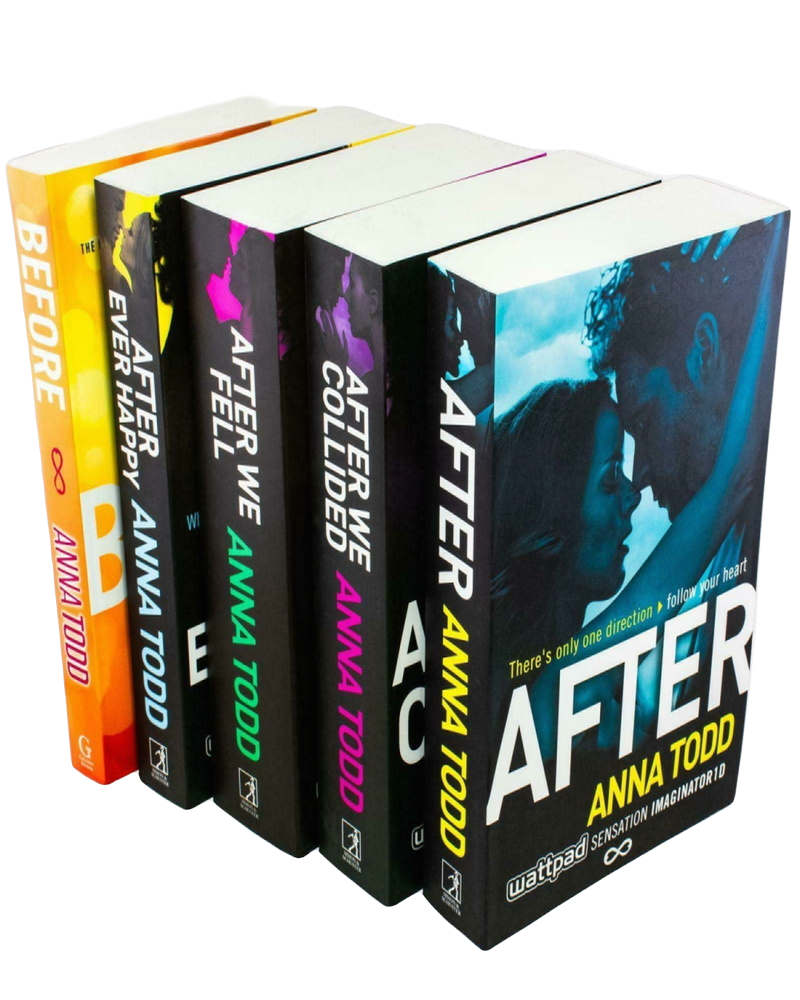 BEFORE
ANNA TODD
G
THE
B
AFTER
EVER HAPPY
ANNA TODD
E
AFTER WE
FELL
ANNA TODD
AFTER WE
COLLIDED
ANNA TODD
A
C
AFTER
ANNA TODD
There's only one direction
follow your heart
AFTER
ANNA TODD
wattpad SENSATION IMAGINATOR1D